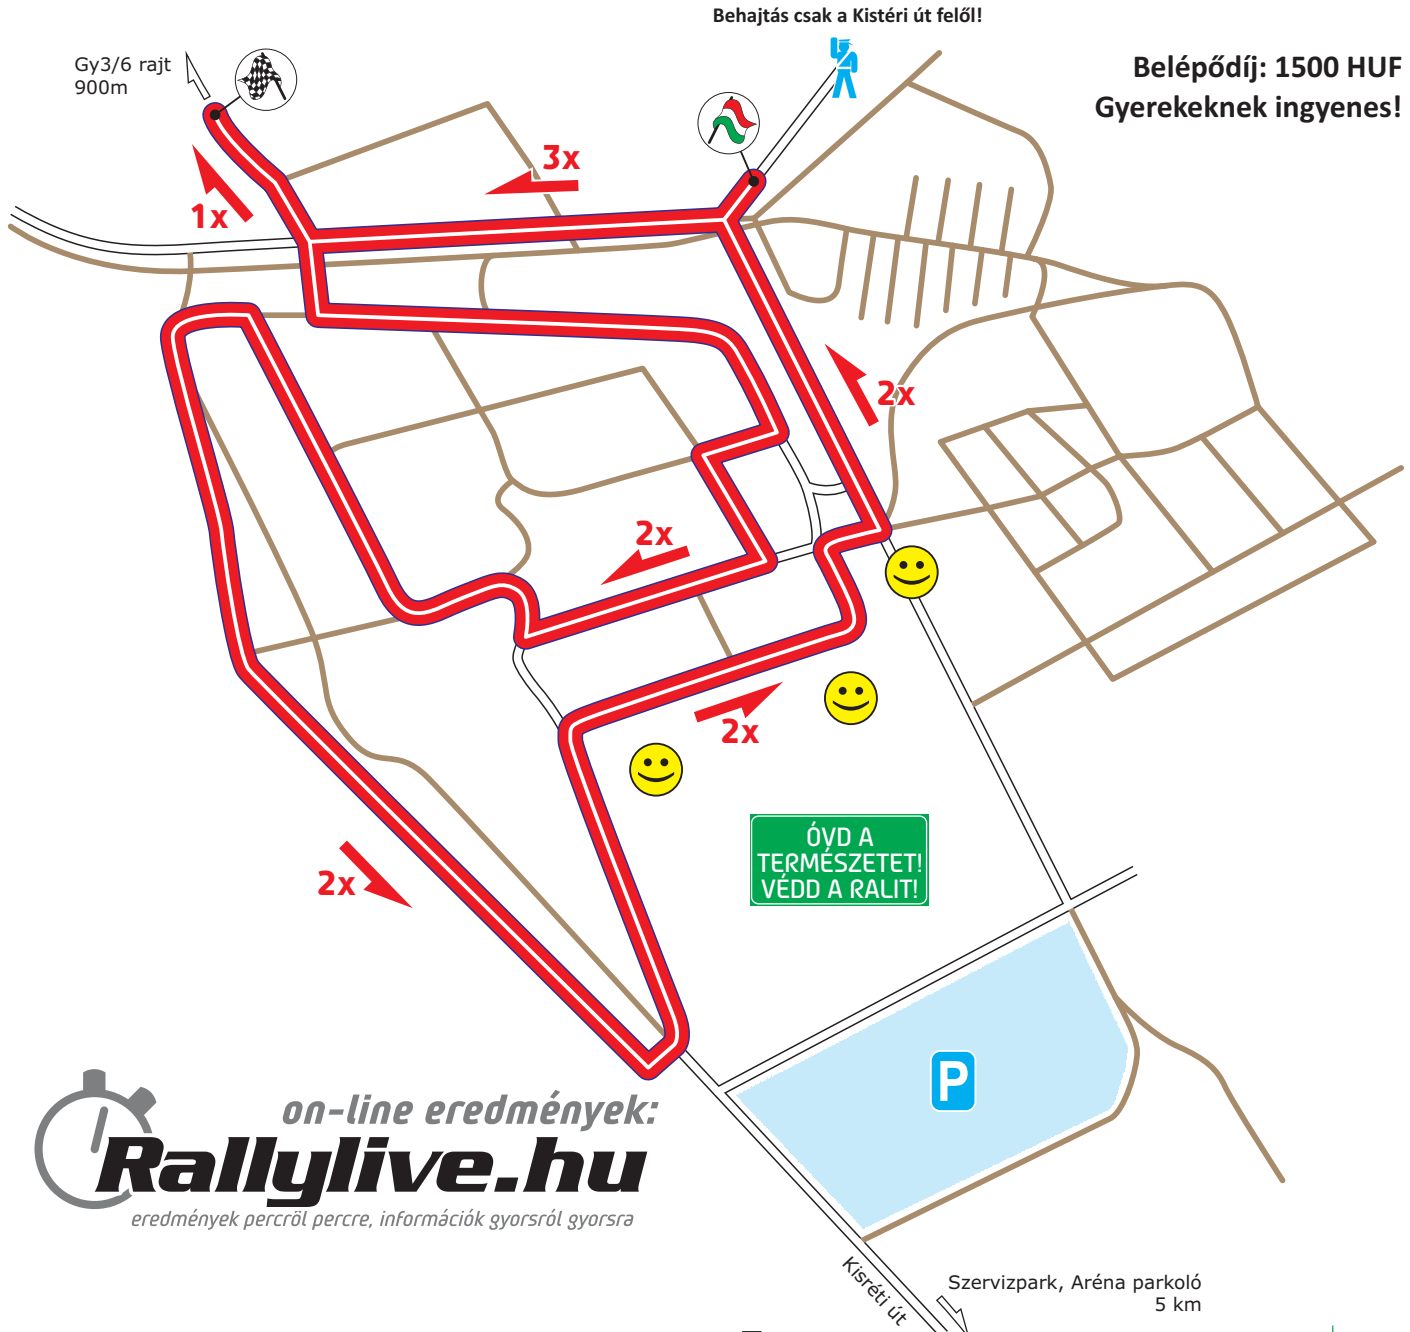 Behajtás csak a Kistéri út felől!
Belépődíj: 1500 HUF
Gyerekeknek ingyenes!
Gy3/6 rajt
900m
3x
1x
2x
2x
2x
2x
ÓVD A
TERMÉSZETET!
VÉDD A RALIT!
P
on-line eredmények:
Rallylive.hu
eredmények percröl percre, információk gyorsról gyorsra
Kisréti út
Szervizpark, Aréna parkoló
5 km